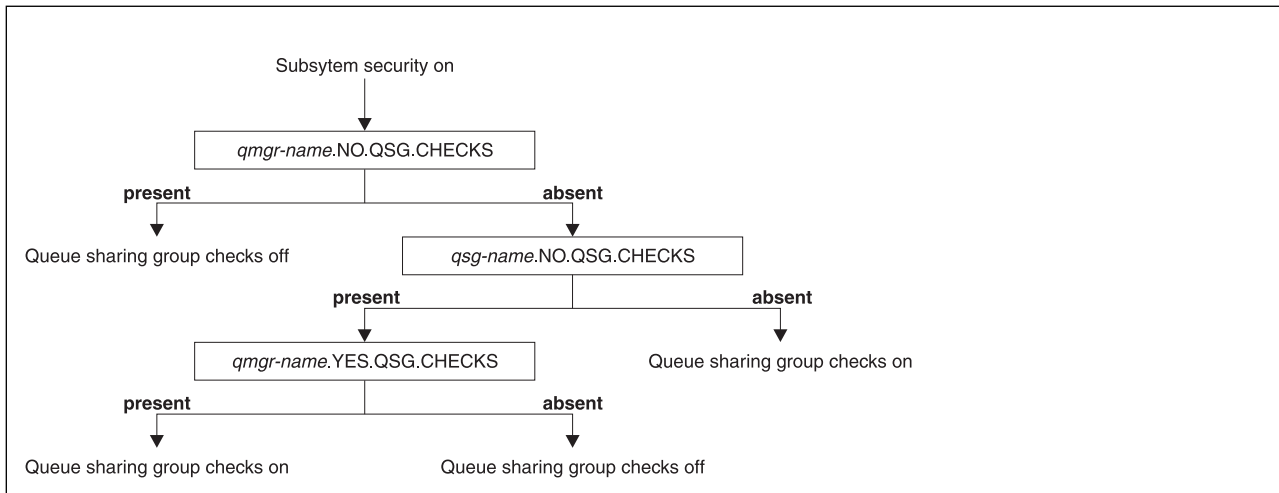 Subsytem security on
qmgr-name.NO.QSG.CHECKS
present
absent
Queue sharing group checks off
qsg-name.NO.QSG.CHECKS
present
absent
qmgr-name.YES.QSG.CHECKS
Queue sharing group checks on
present
absent
Queue sharing group checks on
Queue sharing group checks off